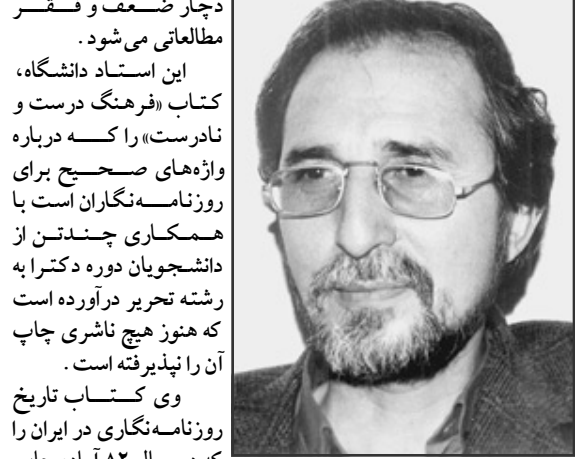 دچار ضعف و فقر
مطالعاتی می‌شود.
این استاد دانشگاه،
کتاب «فرهنگ درست و
نادرست» را که درباره
واژه‌های صحیح برای
روزنامه‌نگاران است با
همکاری چندتن از
دانشجویان دوره دکترا به
رشته تحریر درآورده است
که هنوز هیچ ناشری چاپ
آن را نپذیرفته است.
وی کتاب تاریخ
روزنامه‌نگاری در ایران را